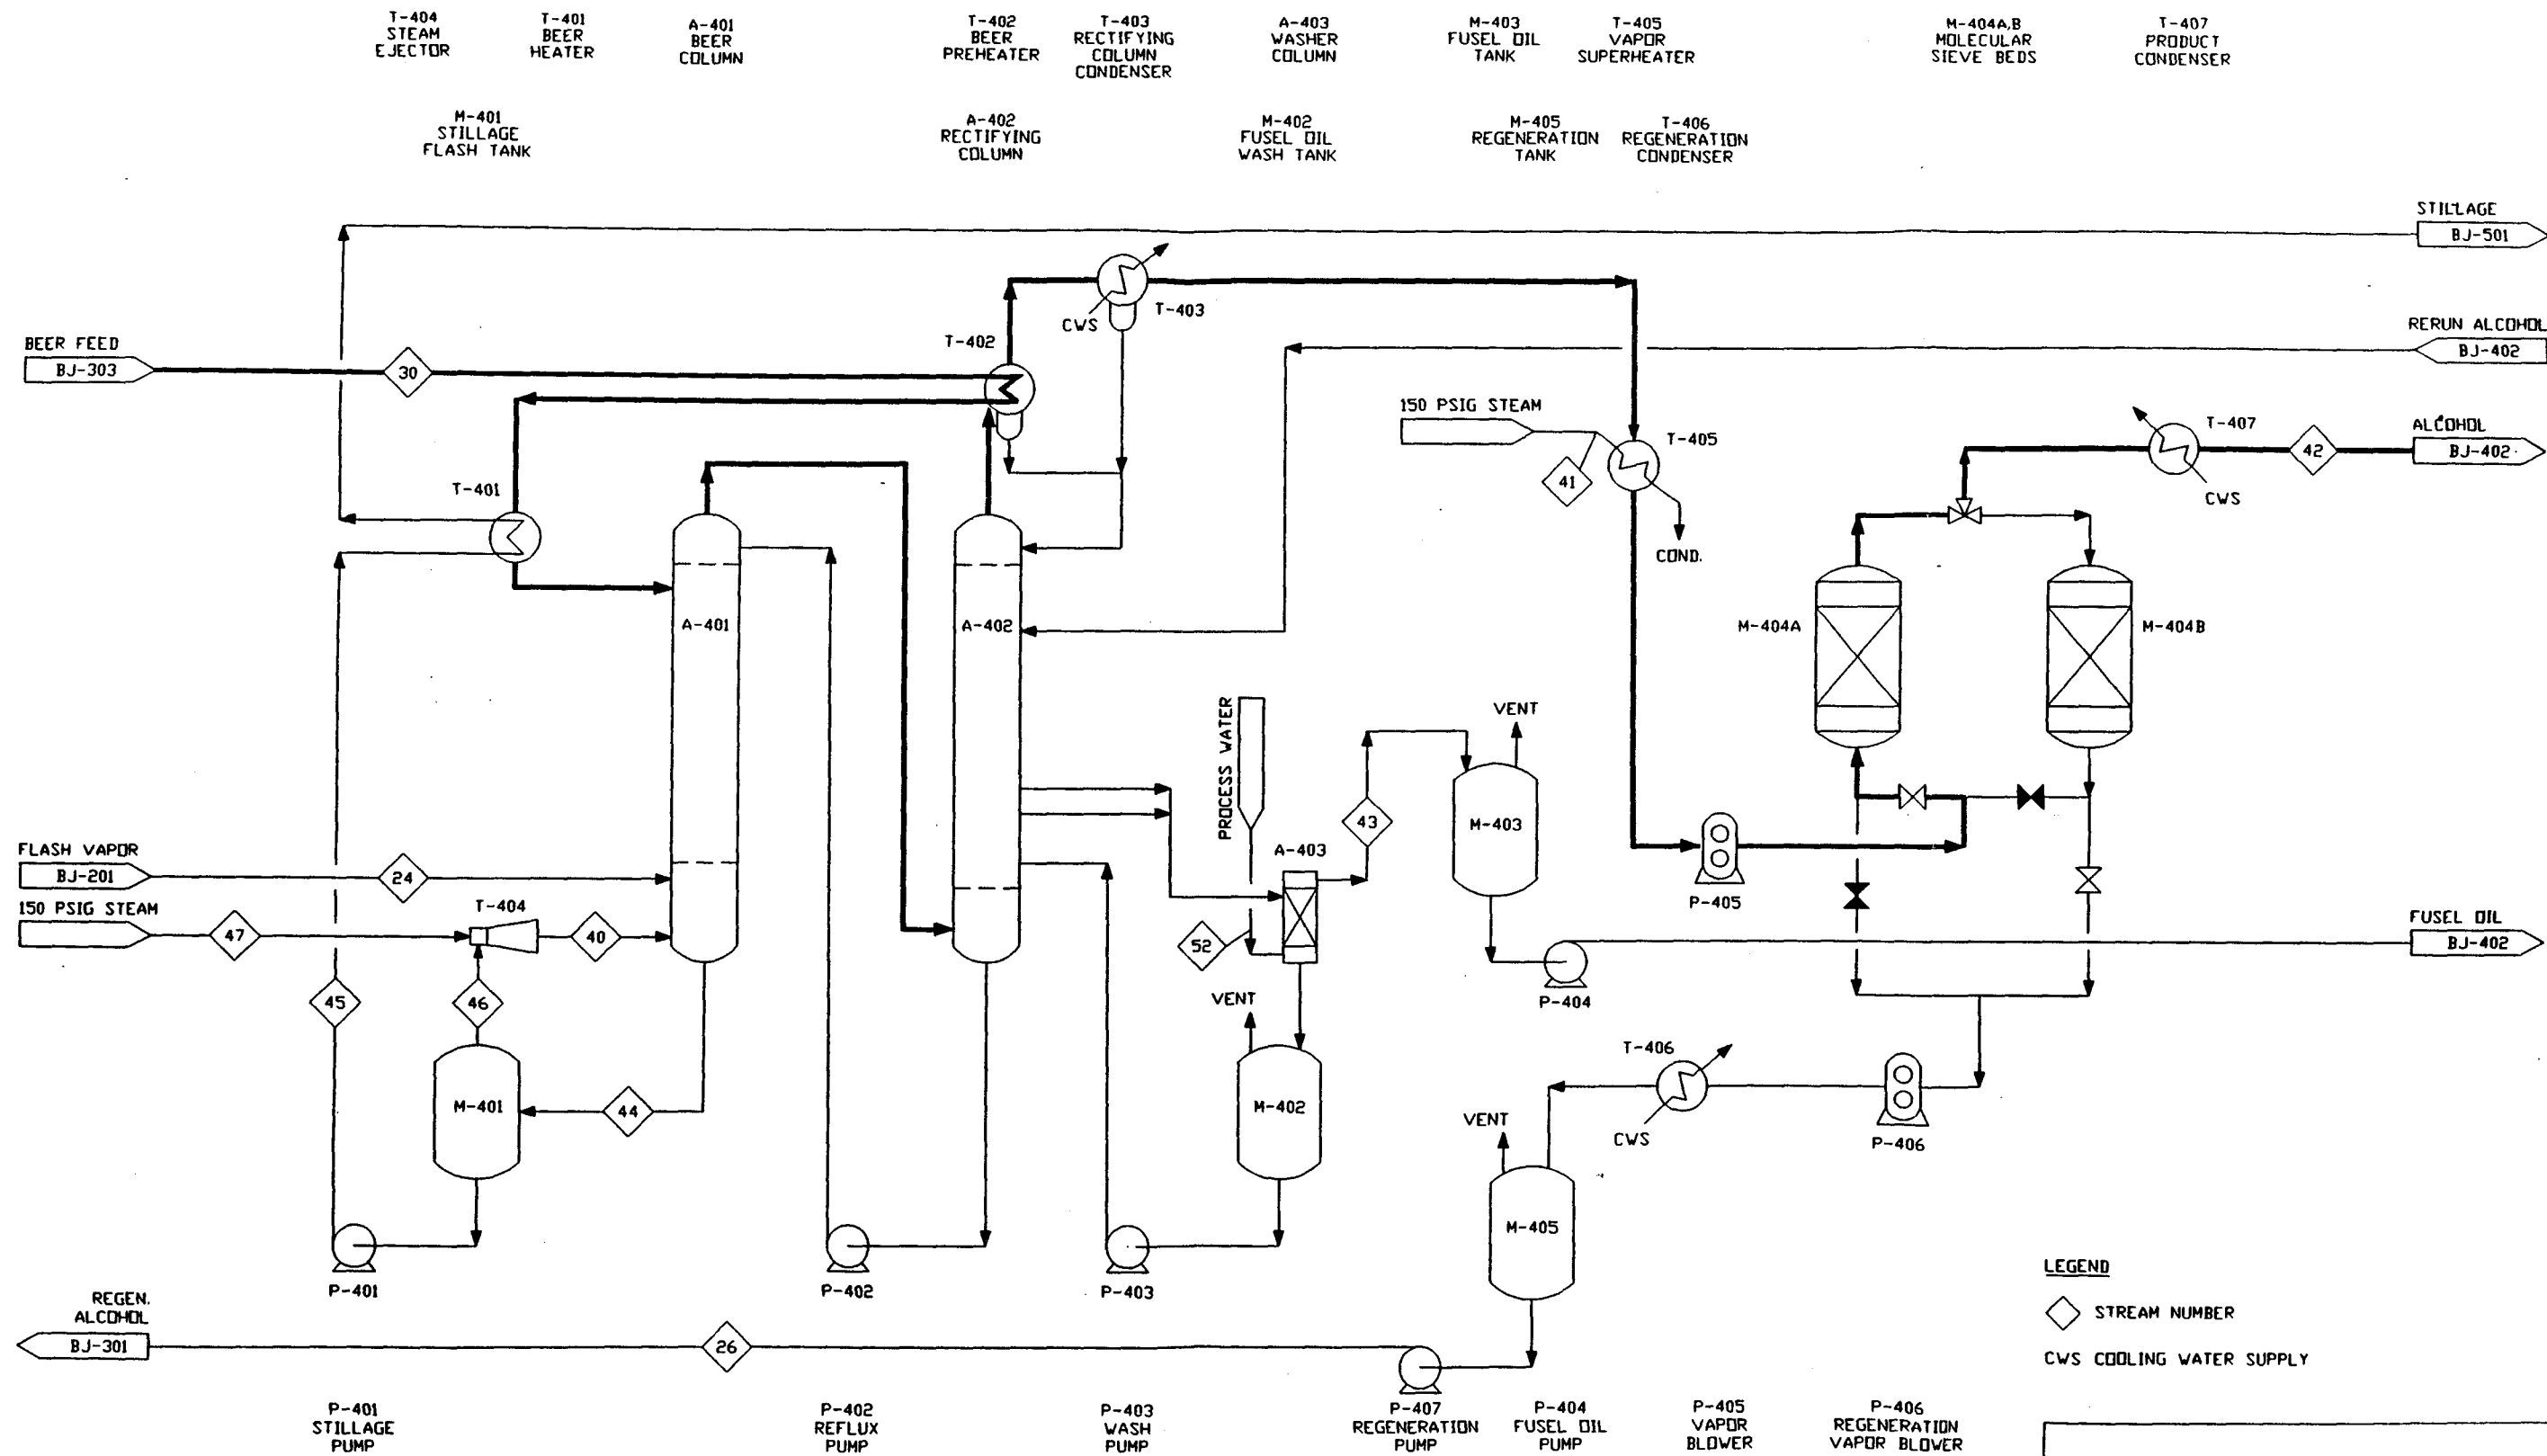 T-404
STEAM
EJECTOR
T-401
BEER
HEATER
A-401
BEER
COLUMN
T-402
BEER
PREHEATER
T-403
RECTIFYING
COLUMN
CONDENSER
A-403
WASHER
COLUMN
M-403
FUSEL OIL
TANK
T-405
VAPOR
SUPERHEATER
M-404A,B
MOLECULAR
SIEVE BEDS
T-407
PRODUCT
CONDENSER
M-401
STILLAGE
FLASH TANK
A-402
RECTIFYING
COLUMN
M-402
FUSEL OIL
WASH TANK
M-405
REGENERATION
TANK
T-406
REGENERATION
CONDENSER
STILLAGE
BJ-501
T-403
CWS
RERUN ALCOHOL
BJ-402
BEER FEED
BJ-303
30
T-402
150 PSIG STEAM
41
T-405
COND.
T-407
CWS
42
ALCOHOL
BJ-402
T-401
A-401
A-402
M-404A
M-404B
PROCESS WATER
VENT
43
M-403
A-403
52
FLASH VAPOR
BJ-201
24
150 PSIG STEAM
47
T-404
40
P-405
FUSEL OIL
BJ-402
P-404
45
46
VENT
M-401
44
M-402
T-406
CWS
P-406
VENT
M-405
P-401
P-402
P-403
REGEN.
ALCOHOL
BJ-301
26
LEGEND
STREAM NUMBER
CWS COOLING WATER SUPPLY
P-401
STILLAGE
PUMP
P-402
REFLUX
PUMP
P-403
WASH
PUMP
P-407
REGENERATION
PUMP
P-404
FUSEL OIL
PUMP
P-405
VAPOR
BLOWER
P-406
REGENERATION
VAPOR BLOWER